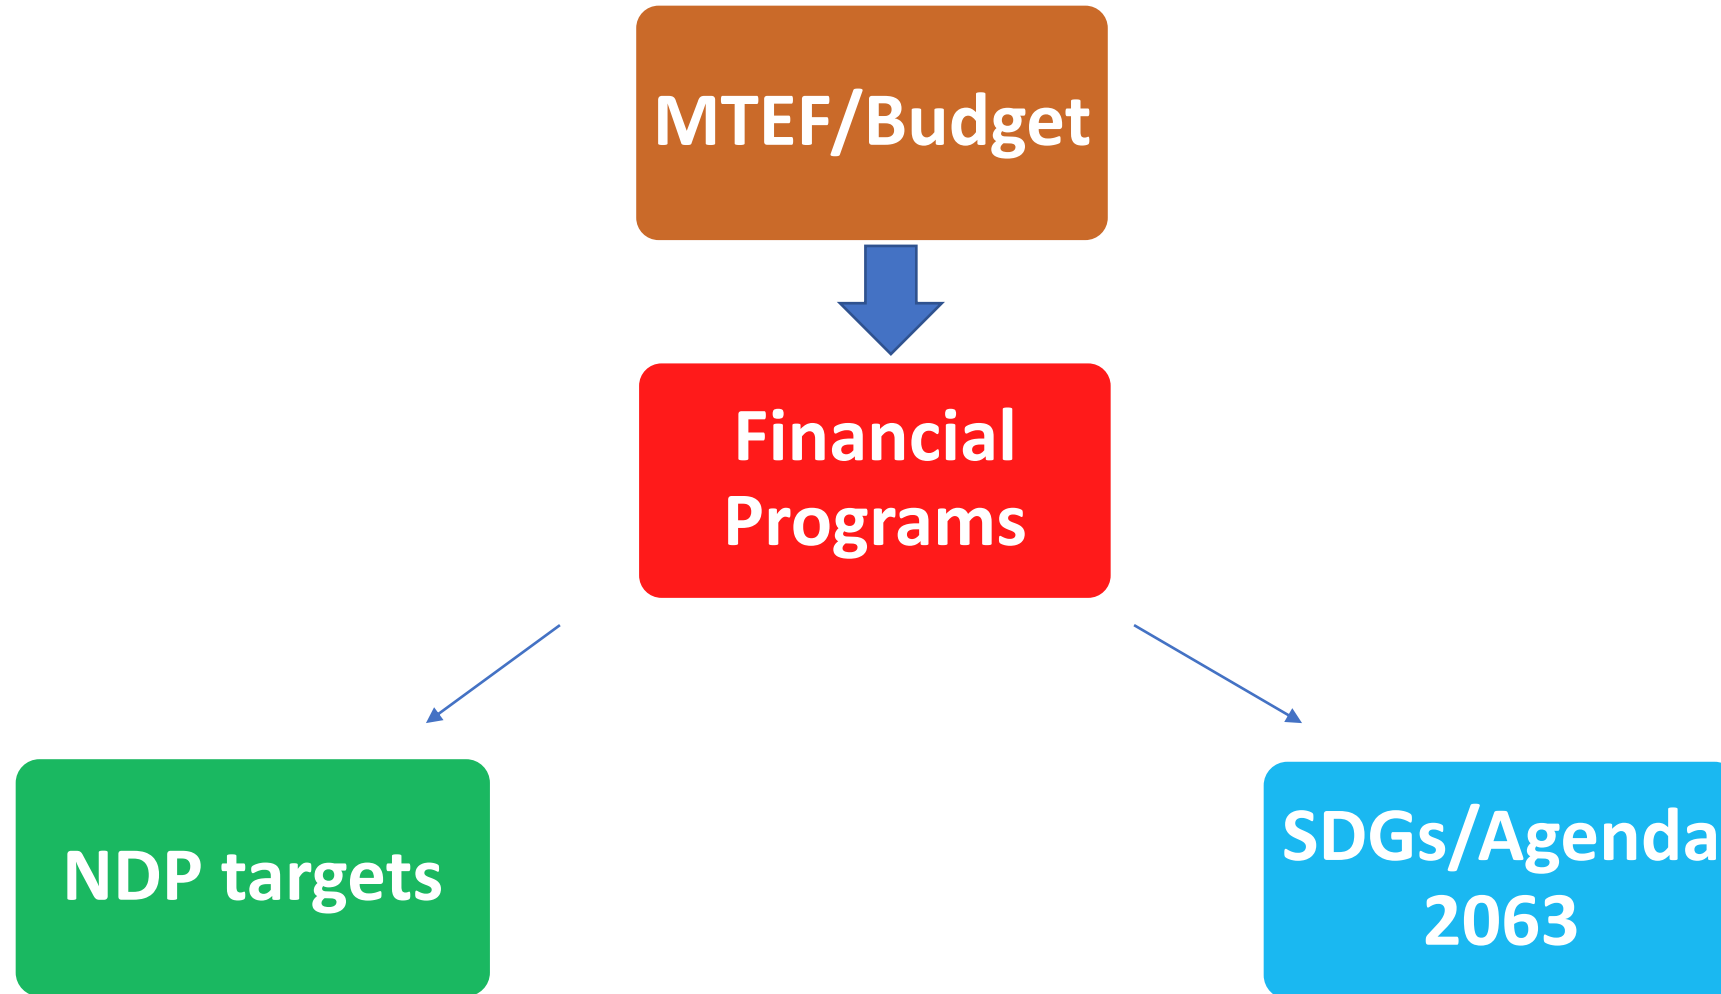 MTEF/Budget
Financial
Programs
NDP targets
SDGs/Agenda
2063